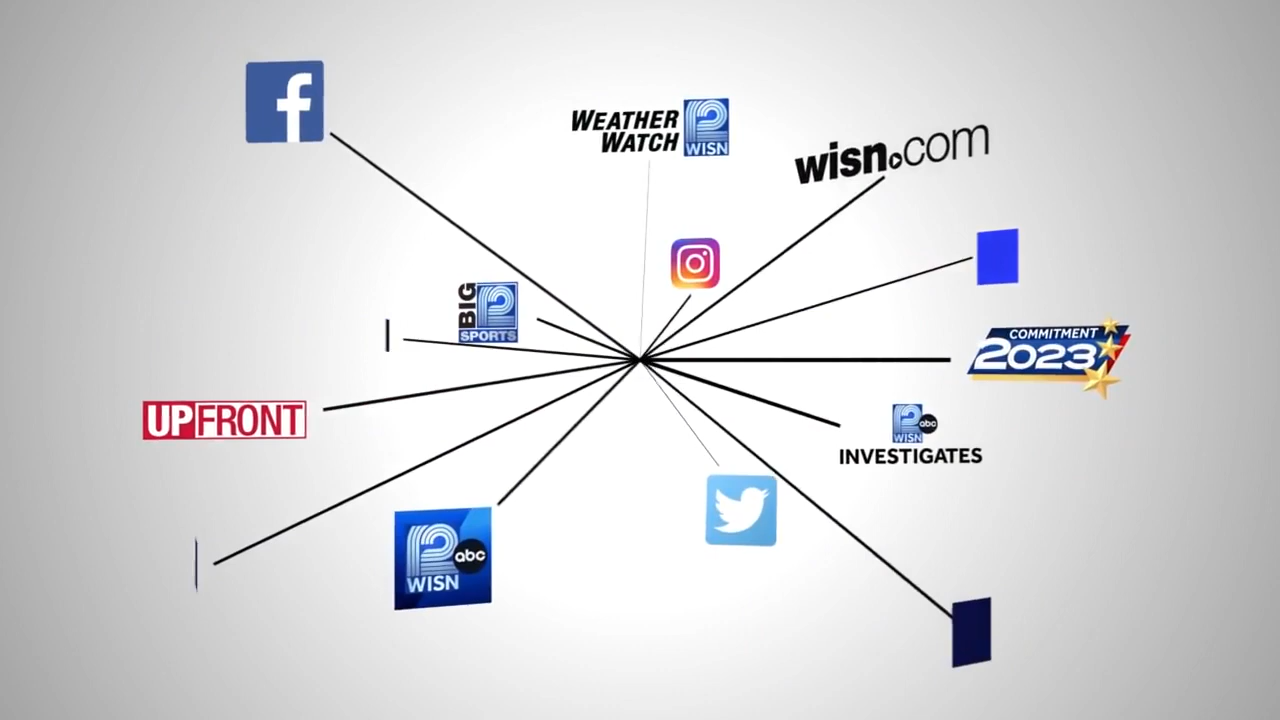 f
WEATHER
WATCH
12
WISN
wisn.com
BIG
12
SPORTS
COMMITMENT
2023
UPFRONT
12
abc
WISN
INVESTIGATES
12
abc
WISN